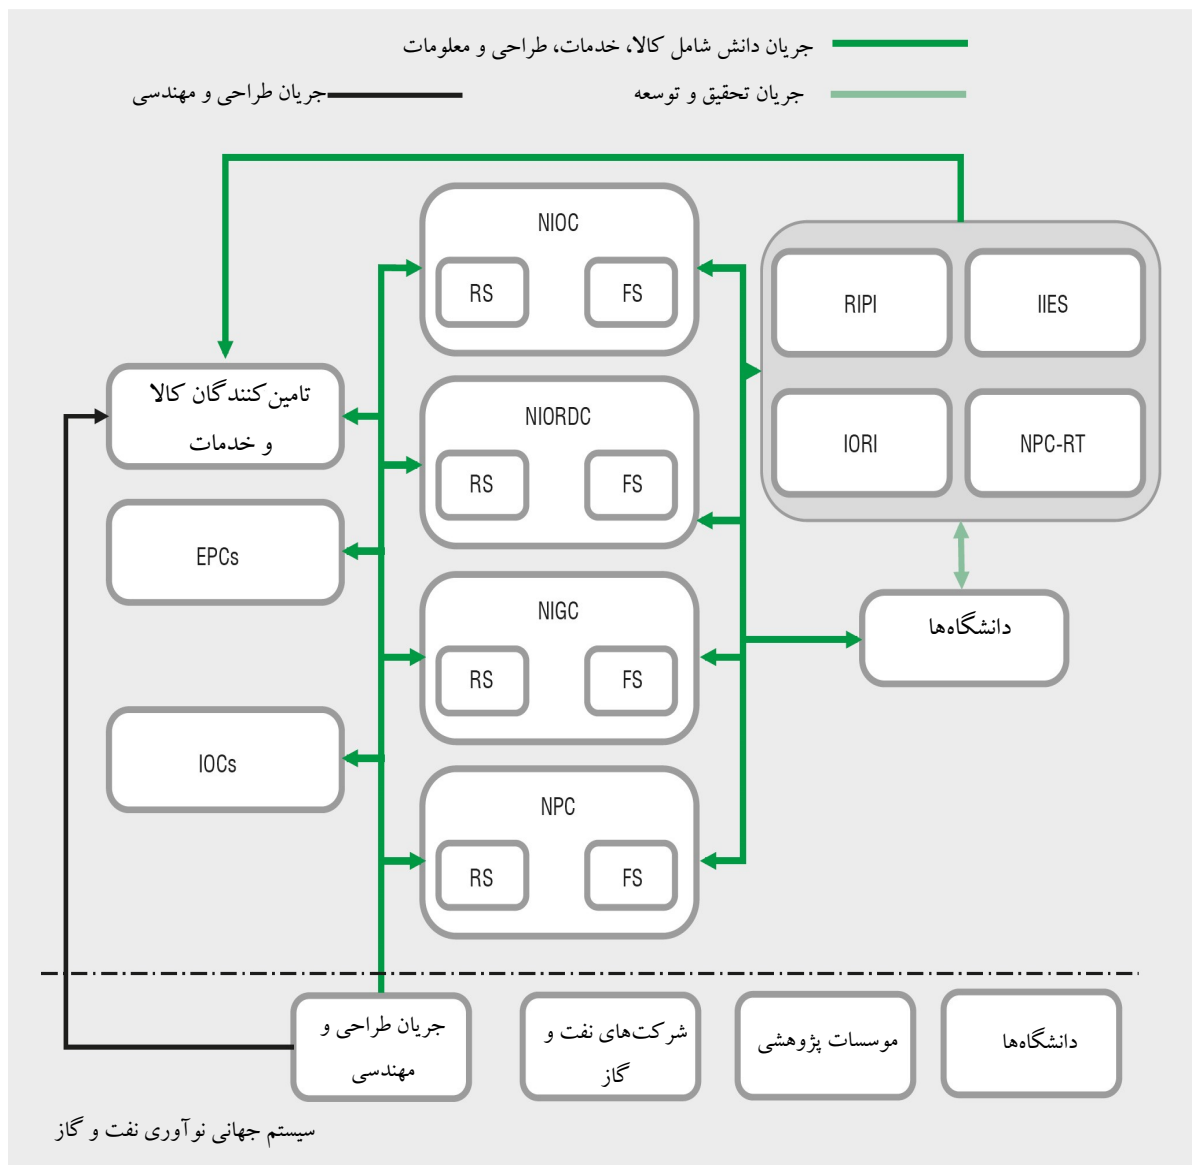 جریان دانش شامل کالا، خدمات، طراحی و معلومات
جریان تحقیق و توسعه
جریان طراحی و مهندسی
NIOC
RS
FS
RIPI
IIES
تامین‌کنندگان کالا
و خدمات
NIORDC
RS
FS
IORI
NPC-RT
EPCs
NIGC
RS
FS
دانشگاه‌ها
IOCs
NPC
RS
FS
جریان طراحی و
مهندسی
شرکت‌های نفت و
گاز
موسسات پژوهشی
دانشگاه‌ها
سیستم جهانی نوآوری نفت و گاز